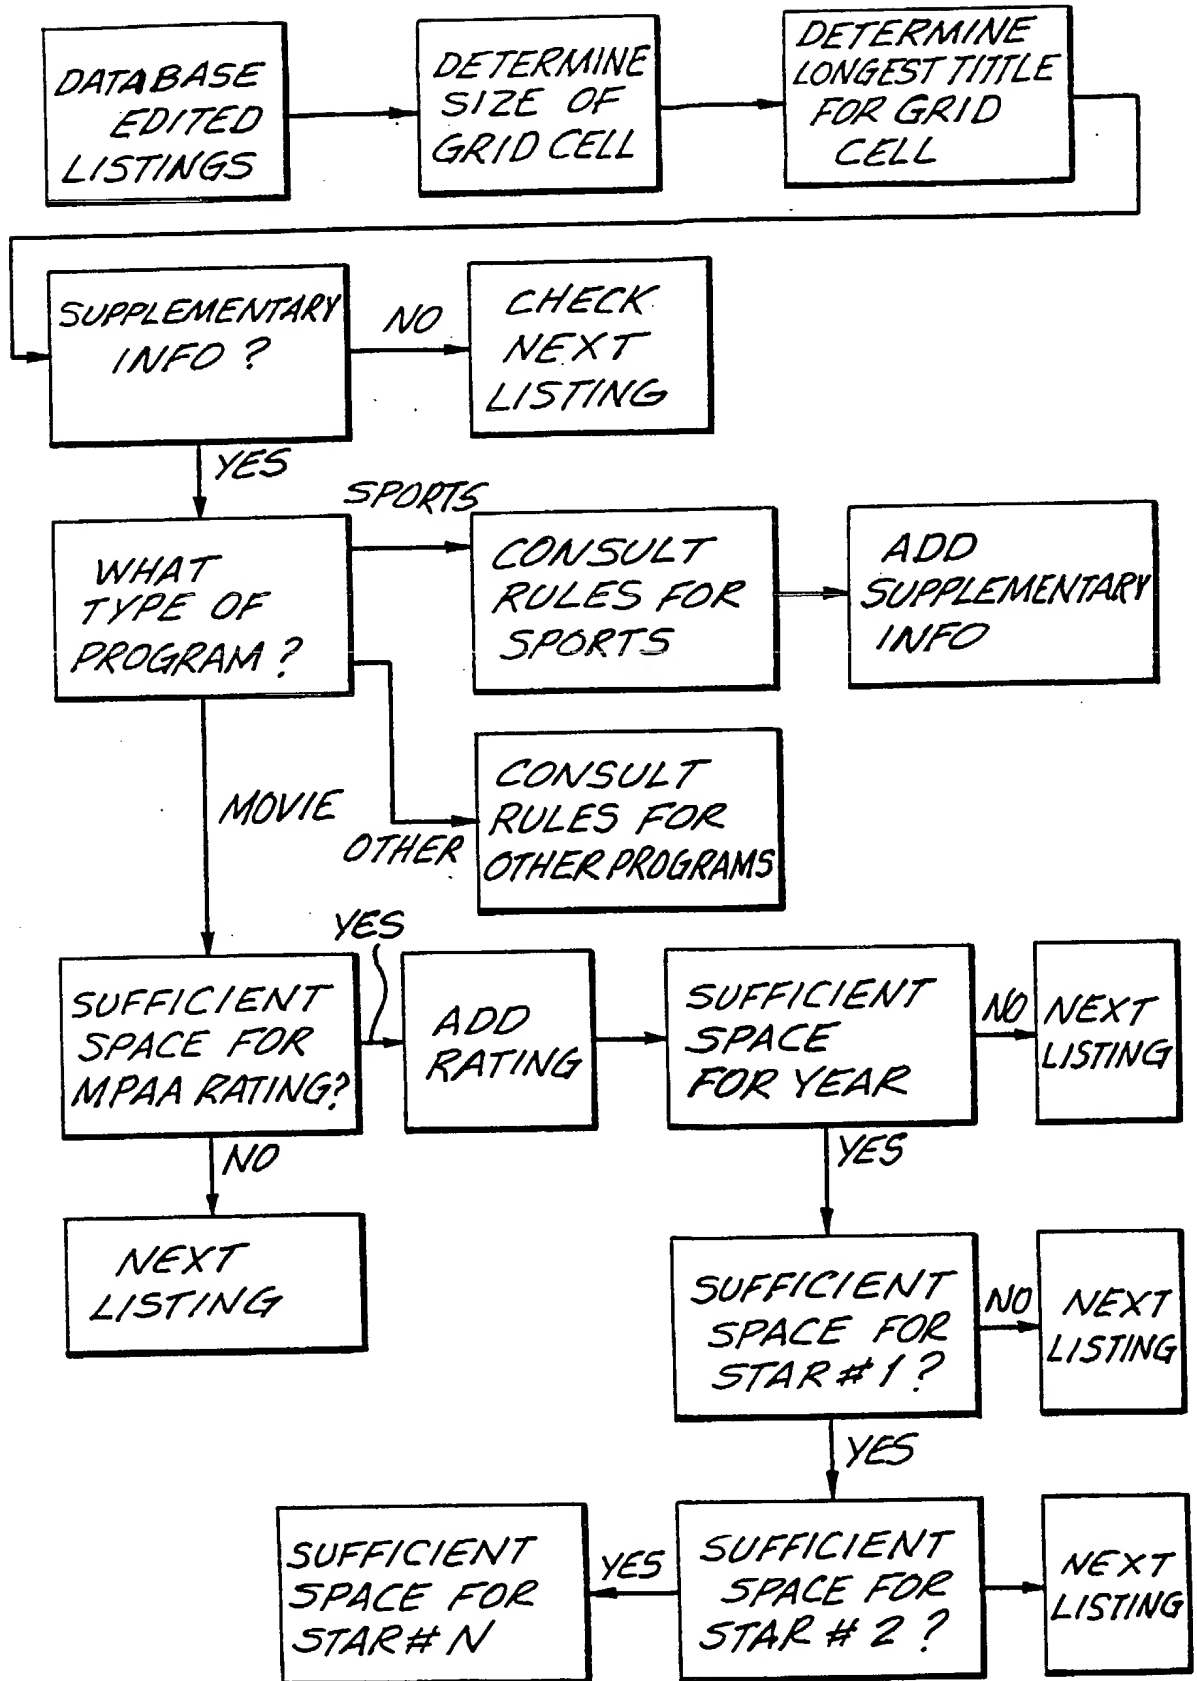 DATABASE
EDITED
LISTINGS
DETERMINE
SIZE OF
GRID CELL
DETERMINE
LONGEST TITTLE
FOR GRID
CELL
SUPPLEMENTARY
INFO?
NO
CHECK
NEXT
LISTING
YES
WHAT
TYPE OF
PROGRAM?
SPORTS
CONSULT
RULES FOR
SPORTS
ADD
SUPPLEMENTARY
INFO
MOVIE
OTHER
CONSULT
RULES FOR
OTHER PROGRAMS
SUFFICIENT
SPACE FOR
MPAA RATING?
YES
ADD
RATING
SUFFICIENT
SPACE
FOR YEAR
NO
NEXT
LISTING
NO
NEXT
LISTING
YES
SUFFICIENT
SPACE FOR
STAR #1?
NO
NEXT
LISTING
YES
SUFFICIENT
SPACE FOR
STAR #2?
NEXT
LISTING
YES
SUFFICIENT
SPACE FOR
STAR# N